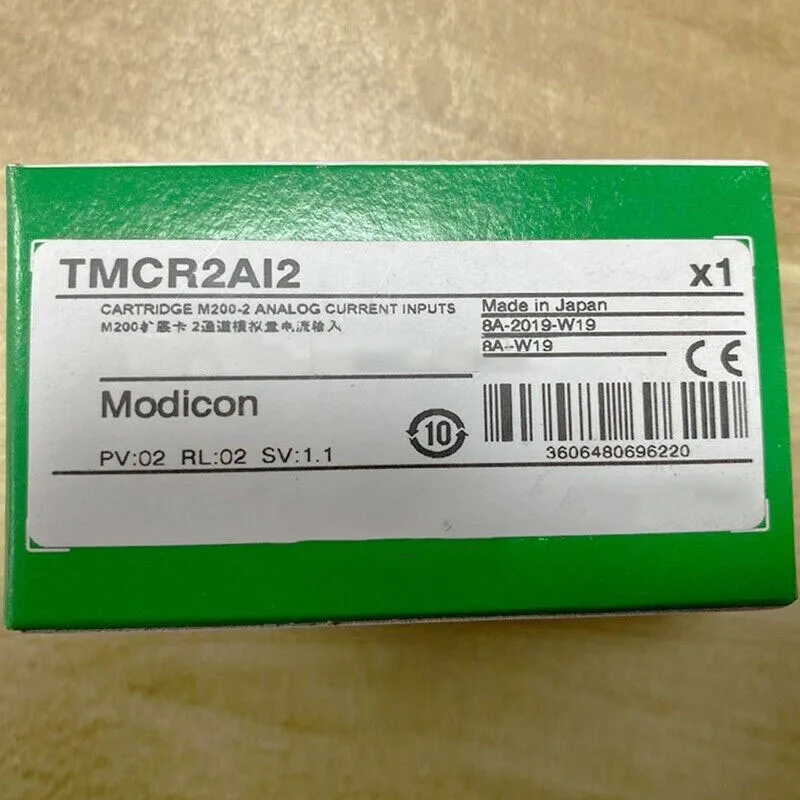 TMCR2AI2 x1
CARTRIDGE M200-2 ANALOG CURRENT INPUTS
M200扩展卡 2通道模拟量电流输入
Made in Japan
8A-2019-W19
8A--W19
CE
Modicon
10
PV:02 RL:02 SV:1.1
3606480696220